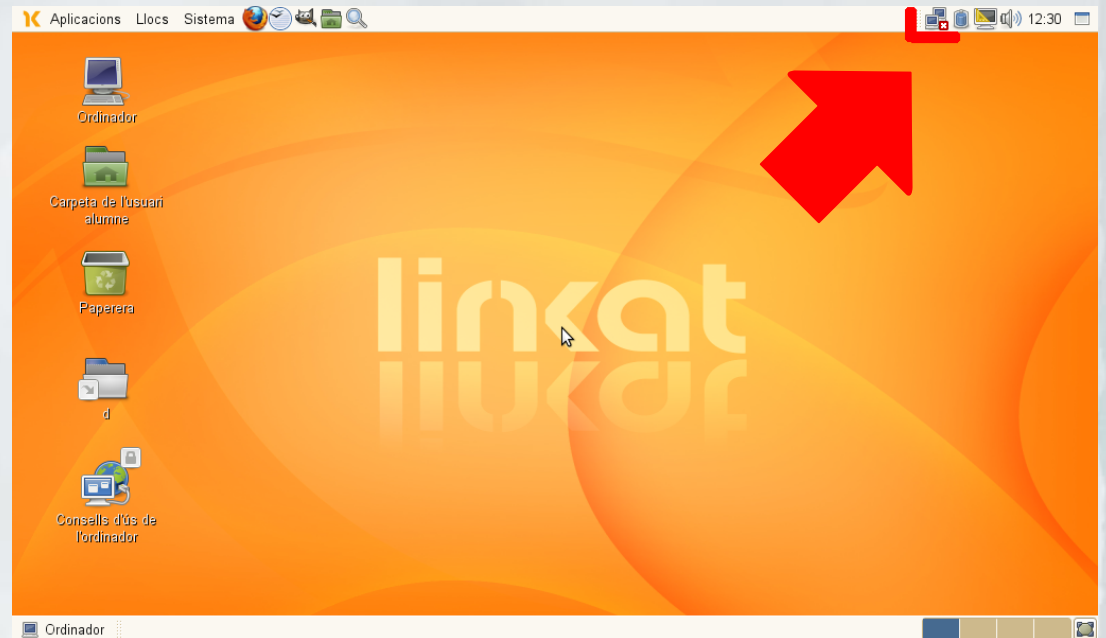 Aplicacions Llocs Sistema 12:30
Ordinador
Carpeta de l'usuari
alumne
Paperera
linkat
d
Consells d'ús de
l'ordinador
Ordinador